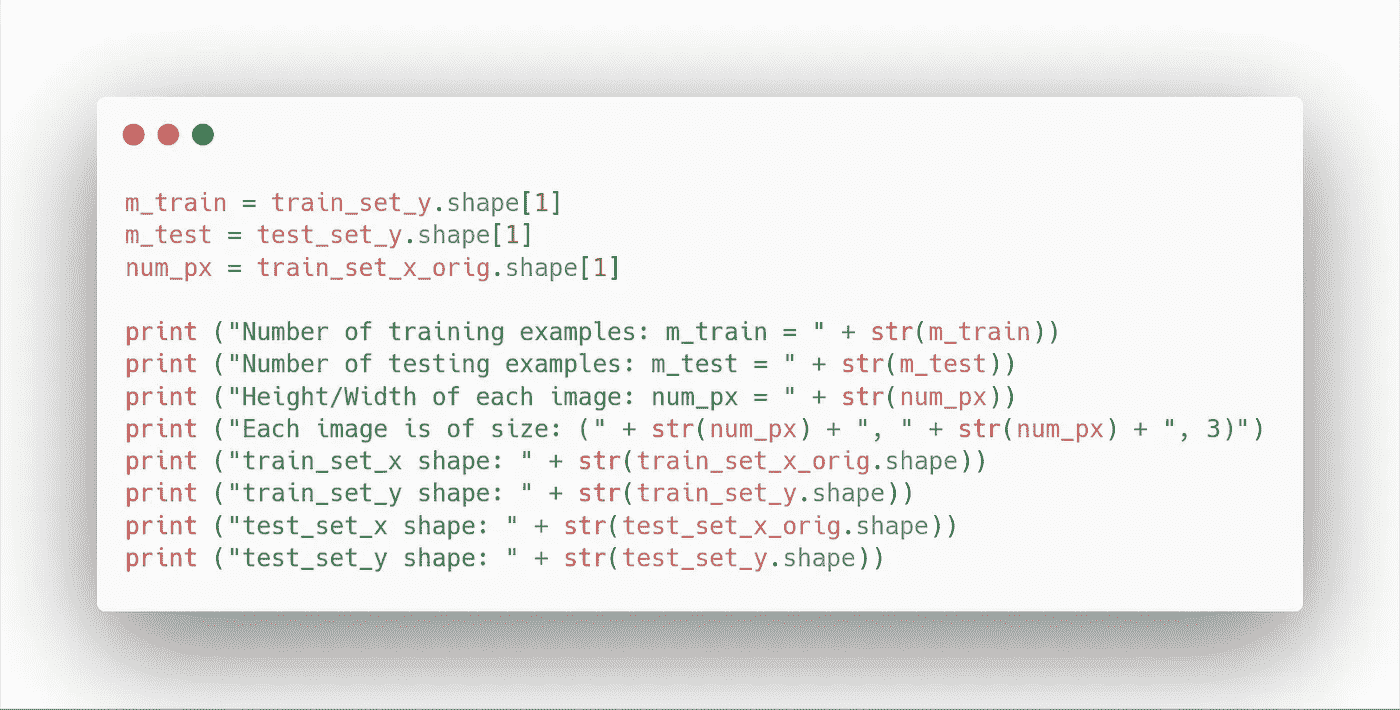 m_train = train_set_y.shape[1]
m_test = test_set_y.shape[1]
num_px = train_set_x_orig.shape[1]
print ("Number of training examples: m_train = " + str(m_train))
print ("Number of testing examples: m_test = " + str(m_test))
print ("Height/Width of each image: num_px = " + str(num_px))
print ("Each image is of size: (" + str(num_px) + ", " + str(num_px) + ", 3)")
print ("train_set_x shape: " + str(train_set_x_orig.shape))
print ("train_set_y shape: " + str(train_set_y.shape))
print ("test_set_x shape: " + str(test_set_x_orig.shape))
print ("test_set_y shape: " + str(test_set_y.shape))